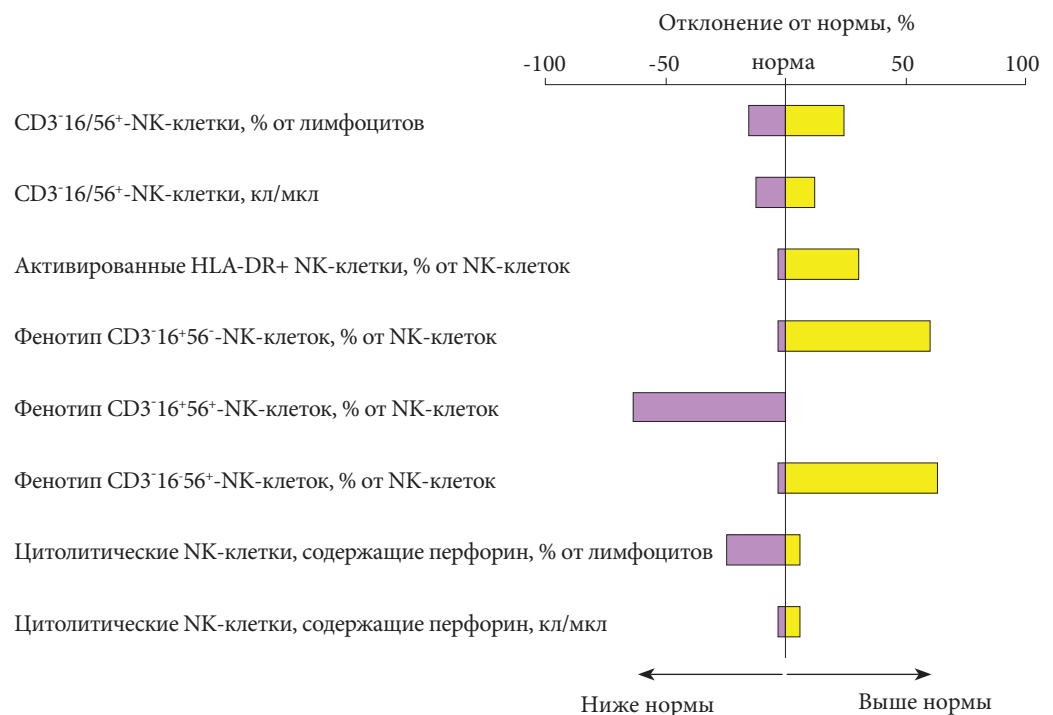 Отклонение от нормы, %
-100 -50 норма 50 100
CD3⁻16/56⁺-NK-клетки, % от лимфоцитов
CD3⁻16/56⁺-NK-клетки, кл/мкл
Активированные HLA-DR+ NK-клетки, % от NK-клеток
Фенотип CD3⁻16⁺56⁻-NK-клеток, % от NK-клеток
Фенотип CD3⁻16⁺56⁺-NK-клеток, % от NK-клеток
Фенотип CD3⁻16⁻56⁺-NK-клеток, % от NK-клеток
Цитолитические NK-клетки, содержащие перфорин, % от лимфоцитов
Цитолитические NK-клетки, содержащие перфорин, кл/мкл
Ниже нормы Выше нормы